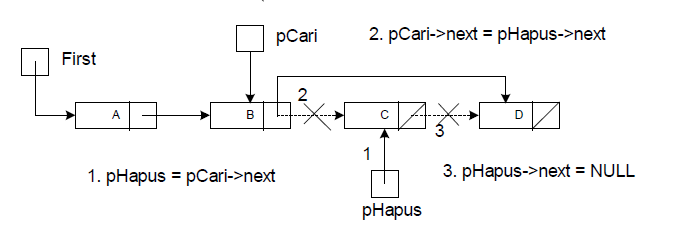 pCari
2. pCari->next = pHapus->next
First
2
A
B
C
D
3
1
1. pHapus = pCari->next
3. pHapus->next = NULL
pHapus